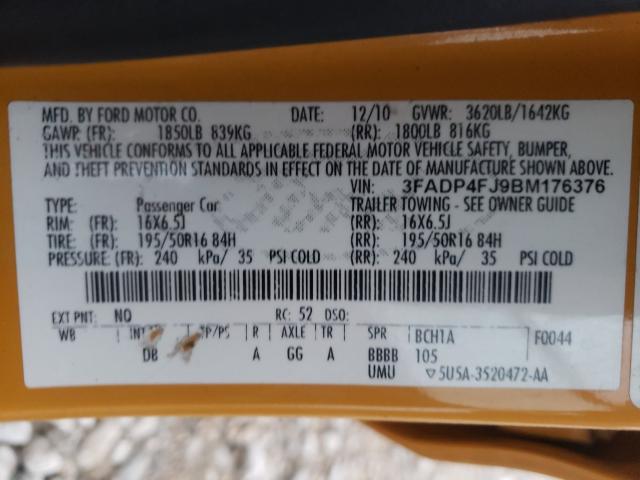 MFD. BY FORD MOTOR CO. DATE: 12/10 GVWR: 3620LB/1642KG
GAWR (FR): 1850LB 839KG (RR): 1800LB 816KG
THIS VEHICLE CONFORMS TO ALL APPLICABLE FEDERAL MOTOR VEHICLE SAFETY, BUMPER,
AND THEFT PREVENTION STANDARDS IN EFFECT ON THE DATE OF MANUFACTURE SHOWN ABOVE.
VIN: 3FADP4FJ9BM176376
TYPE: Passenger Car TRAILER TOWING - SEE OWNER GUIDE
RIM: (FR): 16X6.5J (RR): 16X6.5J
TIRE: (FR): 195/50R16 84H (RR): 195/50R16 84H
PRESSURE: (FR): 240 kPa/ 35 PSI COLD (RR): 240 kPa/ 35 PSI COLD
EXT PNT: NQ RC: 52 DSO:
WB INT TP/PS R AXLE TR SPR BCH1A F0044
DB A GG A BBBB 105
UMU ▽5U5A-3520472-AA